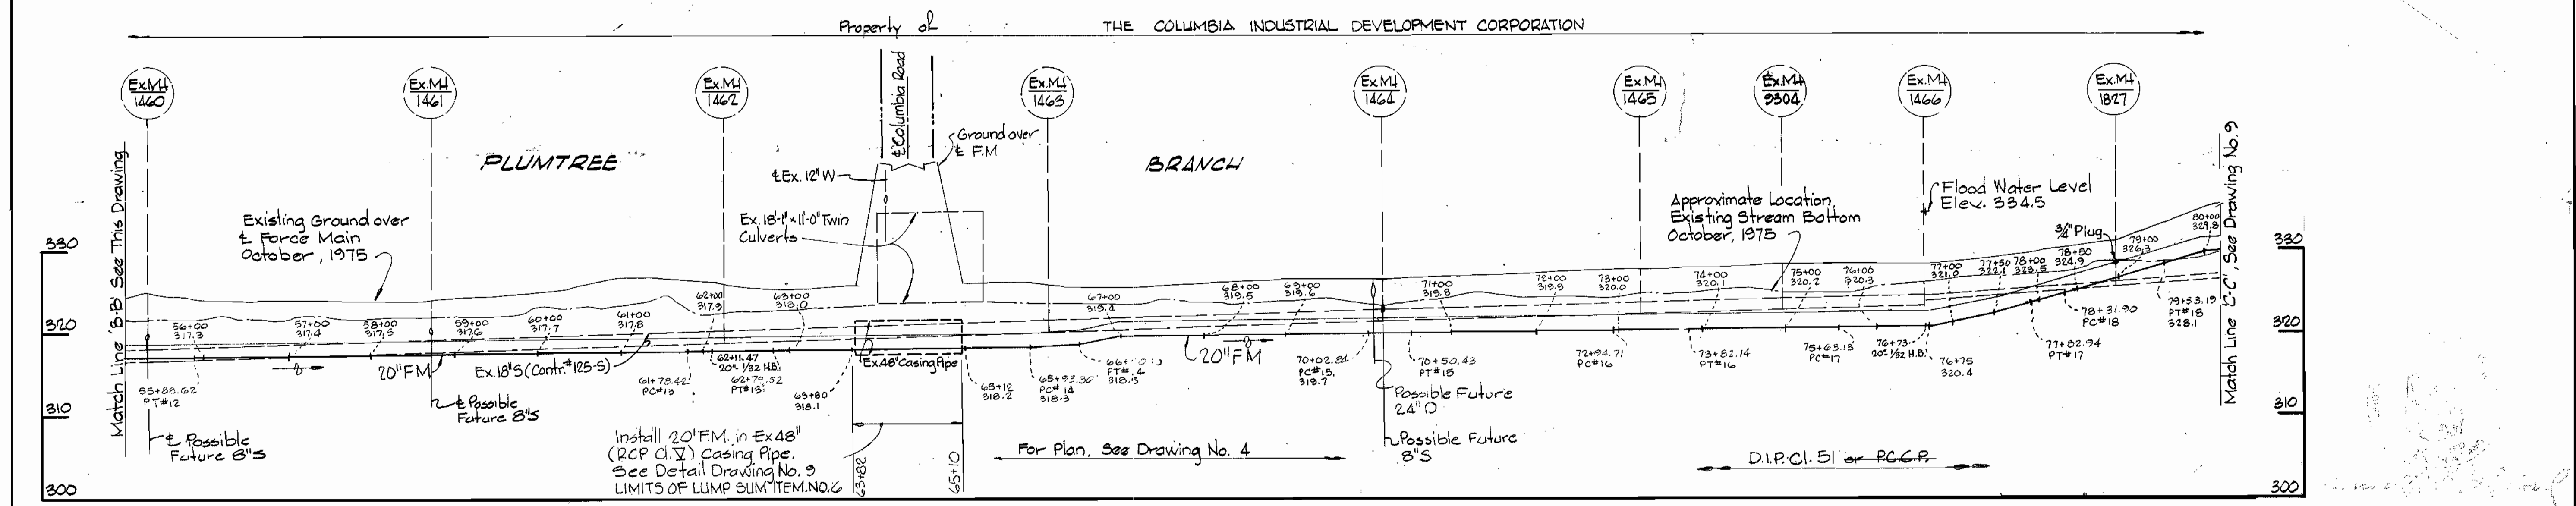 Property of THE COLUMBIA INDUSTRIAL DEVELOPMENT CORPORATION
Ex.MH
1460
Ex.MH
1461
Ex.MH
1462
℄ Columbia Road
Ex.MH
1463
Ex.MH
1464
Ex.MH
1465
Ex.MH
9304
Ex.MH
1466
Ex.MH
1827
Match Line 'B-B' See This Drawing
PLUMTREE
BRANCH
Ground over
℄ F.M
℄ Ex. 12" W
Ex. 18'-1" x 11'-0" Twin
Culverts
Existing Ground over
℄ Force Main
October, 1975
Approximate Location
Existing Stream Bottom
October, 1975
Flood Water Level
Elev. 334.5
3/4" Plug
Match Line 'C-C', See Drawing No. 9
330
320
310
300
330
320
310
300
56+00
317.3
57+00
317.4
58+00
317.5
59+00
317.6
60+00
317.7
61+00
317.8
62+00
317.9
63+00
318.0
67+00
319.4
68+00
319.5
69+00
319.6
71+00
319.8
72+00
319.9
73+00
320.0
74+00
320.1
75+00
320.2
76+00
320.3
77+00
321.0
77+50
322.1
78+00
323.5
78+50
324.9
79+00
326.3
80+00
329.8
55+88.62
PT#12
20" FM
Ex. 18" S (Contr. #125-S)
61+78.42
PC#13
62+11.47
20"- 1/32 H.B.
62+79.52
PT#13
63+80
318.1
Ex. 48" Casing Pipe
65+12
318.2
65+93.30
PC#14
318.3
PT#14
318.3
20" FM
70+02.84
PC#15
319.7
70+50.43
PT#15
72+94.71
PC#16
73+82.14
PT#16
75+63.13
PC#17
76+73
20"- 1/32 H.B.
76+75
320.4
77+82.94
PT#17
78+31.90
PC#18
79+53.19
PT#18
328.1
℄ Possible
Future 8" S
℄ Possible
Future 8" S
Install 20" F.M. in Ex 48"
(RCP Cl. V) Casing Pipe.
See Detail Drawing No. 9
LIMITS OF LUMP SUM ITEM. NO. 6
63+82
65+10
For Plan, See Drawing No. 4
Possible Future
24" D
Possible Future
8" S
D.I.P. Cl. 51 or P.C.C.P.